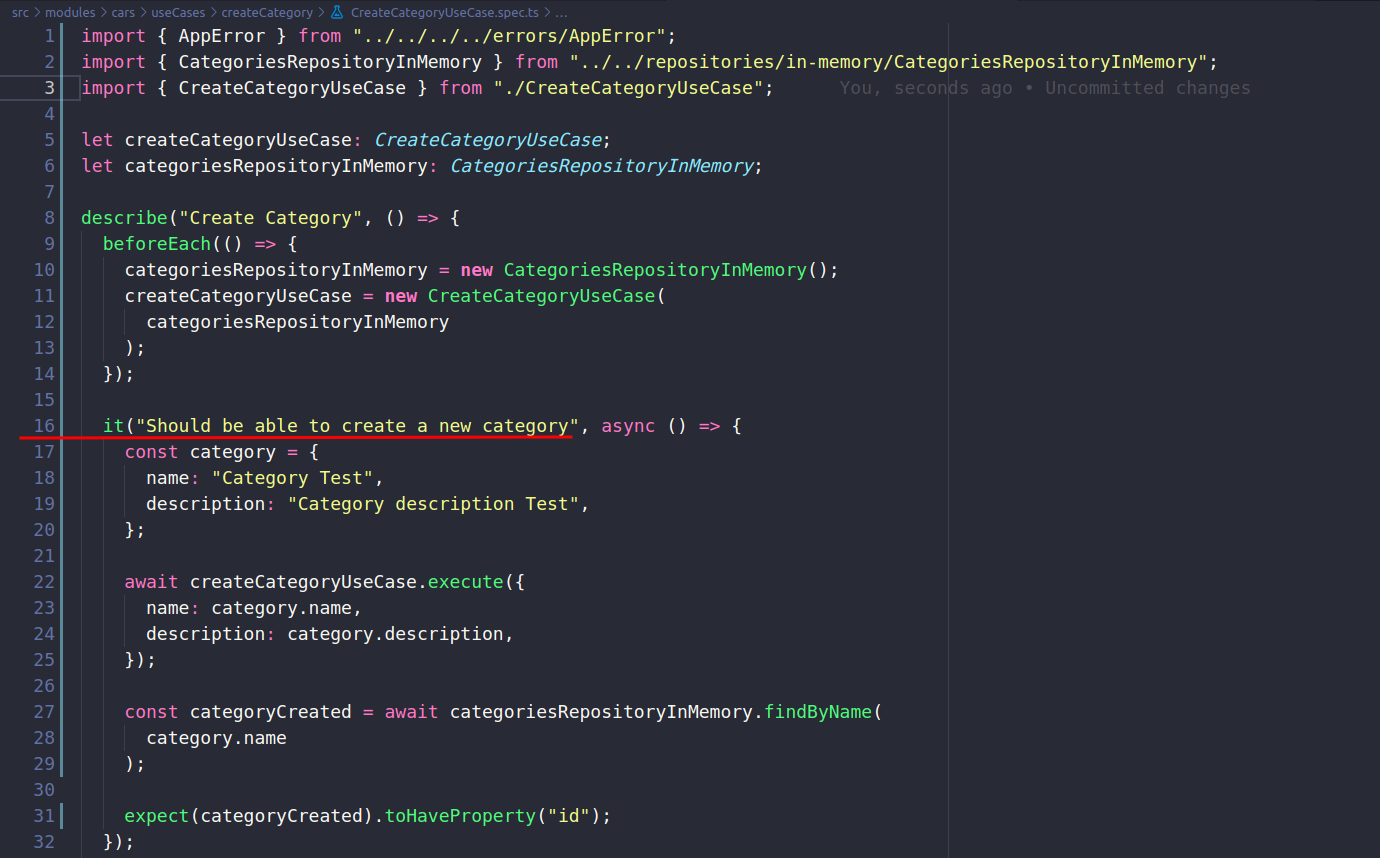 src > modules > cars > useCases > createCategory > CreateCategoryUseCase.spec.ts > ...
1 import { AppError } from "../../../../errors/AppError";
2 import { CategoriesRepositoryInMemory } from "../../repositories/in-memory/CategoriesRepositoryInMemory";
3 import { CreateCategoryUseCase } from "./CreateCategoryUseCase"; You, seconds ago • Uncommitted changes
4
5 let createCategoryUseCase: CreateCategoryUseCase;
6 let categoriesRepositoryInMemory: CategoriesRepositoryInMemory;
7
8 describe("Create Category", () => {
9 beforeEach(() => {
10 categoriesRepositoryInMemory = new CategoriesRepositoryInMemory();
11 createCategoryUseCase = new CreateCategoryUseCase(
12 categoriesRepositoryInMemory
13 );
14 });
15
16 it("Should be able to create a new category", async () => {
17 const category = {
18 name: "Category Test",
19 description: "Category description Test",
20 };
21
22 await createCategoryUseCase.execute({
23 name: category.name,
24 description: category.description,
25 });
26
27 const categoryCreated = await categoriesRepositoryInMemory.findByName(
28 category.name
29 );
30
31 expect(categoryCreated).toHaveProperty("id");
32 });